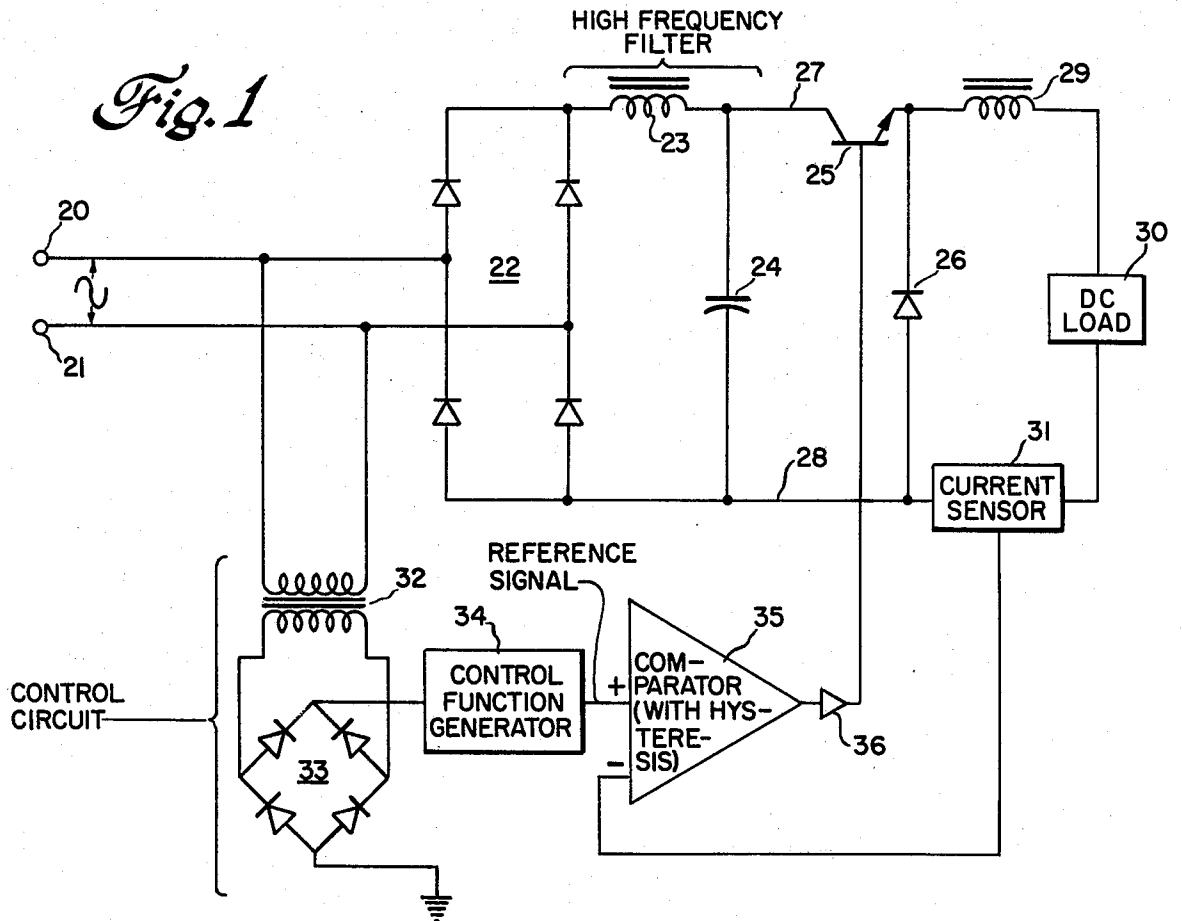 HIGH FREQUENCY
FILTER
Fig. 1
27
29
23
25
20
22
24
26
30
DC
LOAD
21
28
31
CURRENT
SENSOR
REFERENCE
SIGNAL
32
34
35
CONTROL
FUNCTION
GENERATOR
+
COM-
PARATOR
(WITH HYS-
TERE-
SIS)
-
36
CONTROL
CIRCUIT
33